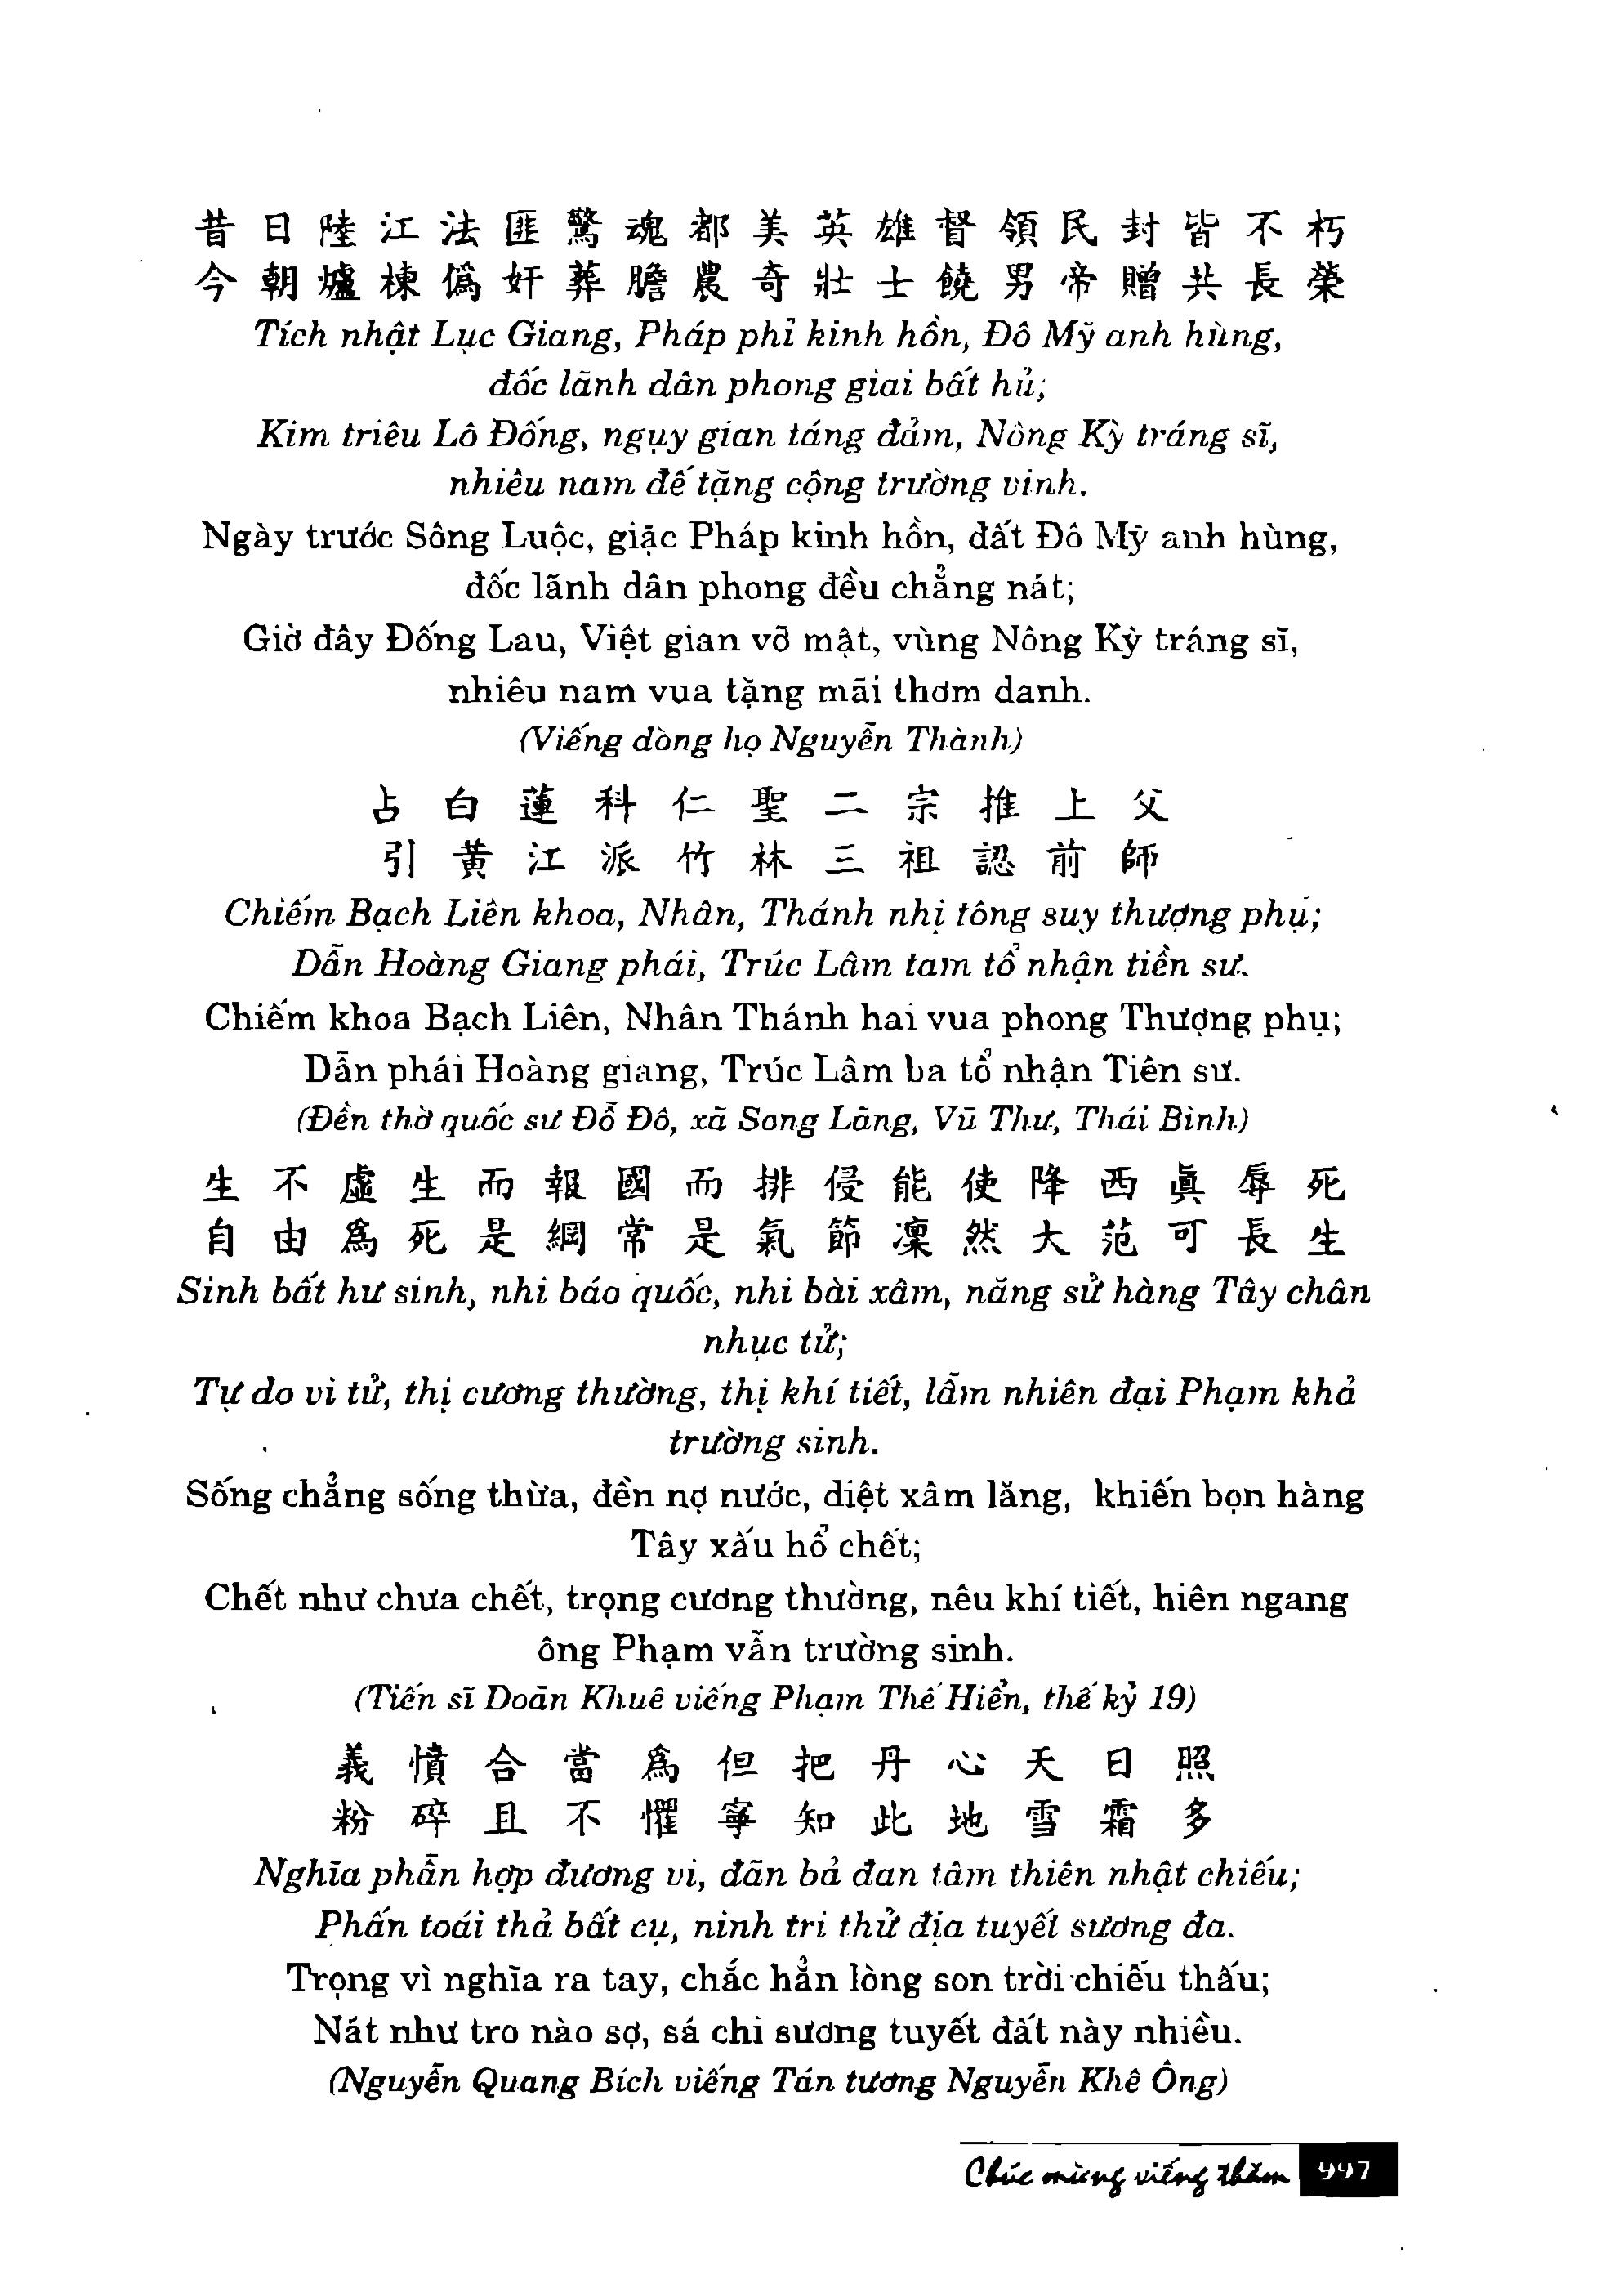 昔日陸江法匪驚魂都美英雄督領民封皆不朽
今朝爐棟僞奸葬膽農奇壯士饒男帝贈共長榮
Tích nhật Lục Giang, Pháp phỉ kinh hồn, Đô Mỹ anh hùng,
đốc lãnh dân phong giai bất hủ;
Kim triêu Lô Đống, ngụy gian táng đảm, Nông Kỳ tráng sĩ,
nhiêu nam đế tặng cộng trường vinh.
Ngày trước Sông Luộc, giặc Pháp kinh hồn, đất Đô Mỹ anh hùng,
đốc lãnh dân phong đều chẳng nát;
Giờ đây Đống Lau, Việt gian vỡ mật, vùng Nông Kỳ tráng sĩ,
nhiêu nam vua tặng mãi thơm danh.
(Viếng dòng họ Nguyễn Thành)
占白蓮科仁聖二宗推上父
引黃江派竹林三祖認前師
Chiếm Bạch Liên khoa, Nhân, Thánh nhị tông suy thượng phụ;
Dẫn Hoàng Giang phái, Trúc Lâm tam tổ nhận tiền sư.
Chiếm khoa Bạch Liên, Nhân Thánh hai vua phong Thượng phụ;
Dẫn phái Hoàng giang, Trúc Lâm ba tổ nhận Tiên sư.
(Đền thờ quốc sư Đỗ Đô, xã Song Lãng, Vũ Thư, Thái Bình)
生不虛生而報國而排侵能使降西眞辱死
自由爲死是綱常是氣節凜然大范可長生
Sinh bất hư sinh, nhi báo quốc, nhi bài xâm, năng sử hàng Tây chân
nhục tử;
Tự do vì tử, thị cương thường, thị khí tiết, lẫm nhiên đại Phạm khả
trường sinh.
Sống chẳng sống thừa, đền nợ nước, diệt xâm lăng, khiến bọn hàng
Tây xấu hổ chết;
Chết như chưa chết, trọng cương thường, nêu khí tiết, hiên ngang
ông Phạm vẫn trường sinh.
(Tiến sĩ Doãn Khuê viếng Phạm Thế Hiển, thế kỷ 19)
義憤合當爲但把丹心天日照
粉碎且不懼寧知此地雪霜多
Nghĩa phẫn hợp đương vi, đãn bả đan tâm thiên nhật chiếu;
Phấn toái thả bất cụ, ninh tri thử địa tuyết sương đa.
Trọng vì nghĩa ra tay, chắc hẳn lòng son trời chiếu thấu;
Nát như tro nào sợ, sá chi sương tuyết đất này nhiều.
(Nguyễn Quang Bích viếng Tán tương Nguyễn Khê Ông)
Chúc mừng viếng thăm 997